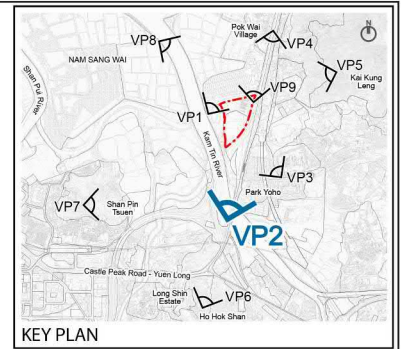 N
Pok Wai
Village
VP8
VP4
NAM SANG WAI
VP5
Kai Kung
Leng
VP9
Shan Pui River
VP1
Kam Tin River
VP3
Park Yoho
VP7
Shan Pin
Tsuen
VP2
Castle Peak Road - Yuen Long
Long Shin
Estate
VP6
Ho Hok Shan
KEY PLAN